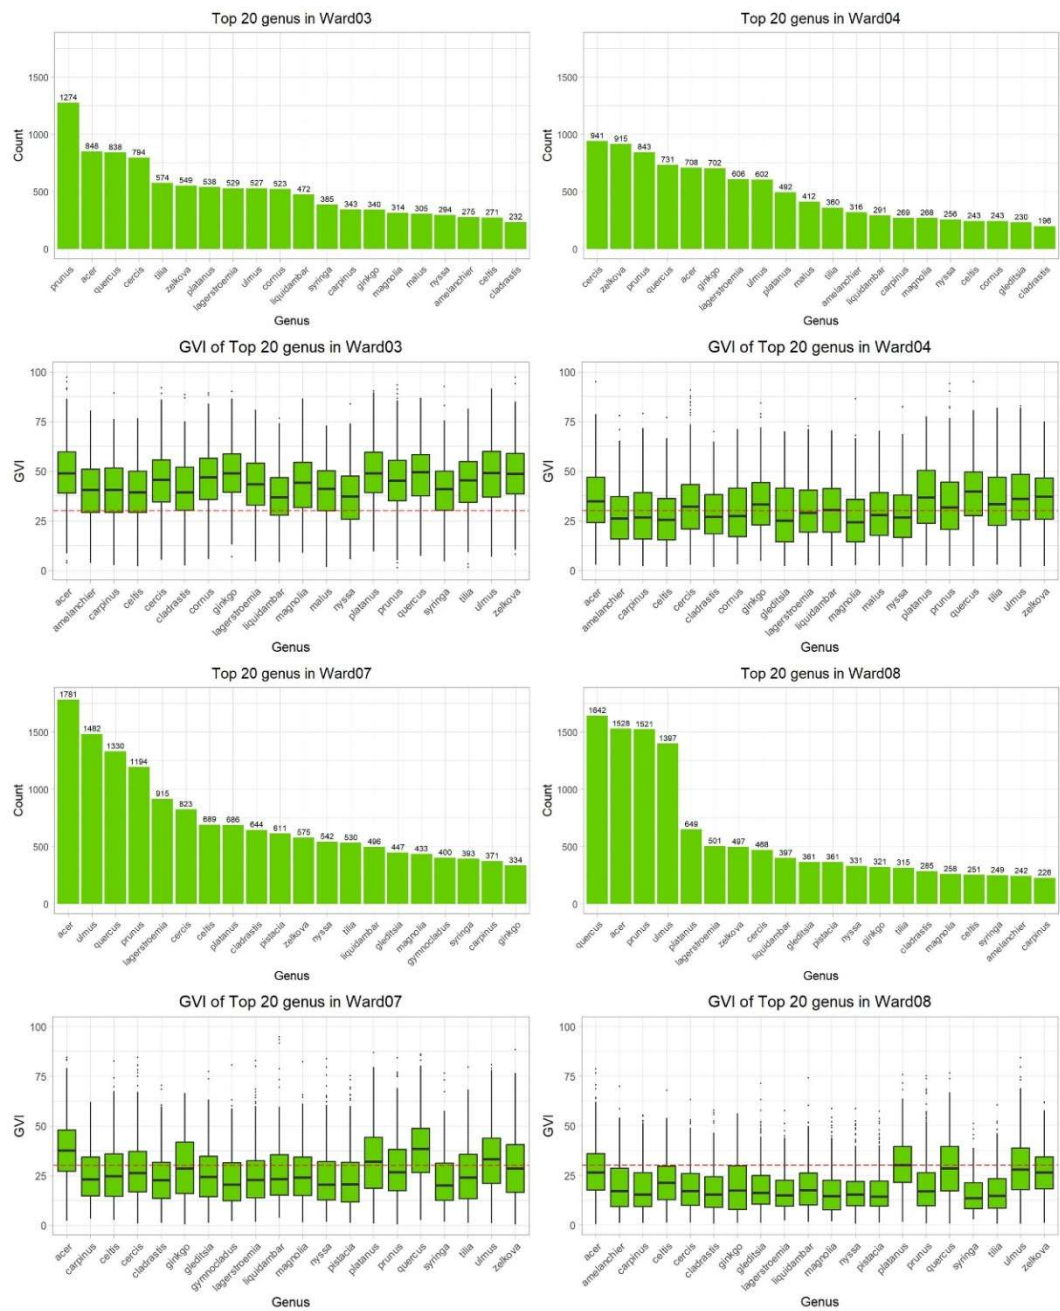 Top 20 genus in Ward03
Count
1500
1000
500
0
1274 848 838 794 574 549 538 529 527 523 472 385 343 340 314 305 294 275 271 232
prunus acer quercus cercis tilia zelkova platanus lagerstroemia ulmus cornus liquidambar syringa carpinus ginkgo magnolia malus nyssa amelanchier celtis cladrastis
Genus
Top 20 genus in Ward04
Count
1500
1000
500
0
941 915 843 731 708 702 606 602 492 412 360 316 291 269 268 256 243 243 230 196
cercis zelkova prunus quercus acer ginkgo lagerstroemia ulmus platanus malus tilia amelanchier liquidambar carpinus magnolia nyssa celtis cornus gleditsia cladrastis
Genus
GVI of Top 20 genus in Ward03
GVI
100
75
50
25
0
acer amelanchier carpinus celtis cercis cladrastis cornus ginkgo lagerstroemia liquidambar magnolia malus nyssa platanus prunus quercus syringa tilia ulmus zelkova
Genus
GVI of Top 20 genus in Ward04
GVI
100
75
50
25
0
acer amelanchier carpinus celtis cercis cladrastis cornus ginkgo gleditsia lagerstroemia liquidambar magnolia malus nyssa platanus prunus quercus tilia ulmus zelkova
Genus
Top 20 genus in Ward07
Count
1500
1000
500
0
1781 1482 1330 1194 915 823 689 686 644 611 575 542 530 496 447 433 400 393 371 334
acer ulmus quercus prunus lagerstroemia cercis celtis platanus cladrastis pistacia zelkova nyssa tilia liquidambar gleditsia magnolia gymnocladus syringa carpinus ginkgo
Genus
Top 20 genus in Ward08
Count
1500
1000
500
0
1642 1528 1521 1397 649 501 497 468 397 361 361 331 321 315 285 258 251 249 242 226
quercus acer prunus ulmus platanus lagerstroemia zelkova cercis liquidambar gleditsia pistacia nyssa ginkgo tilia cladrastis magnolia celtis syringa amelanchier carpinus
Genus
GVI of Top 20 genus in Ward07
GVI
100
75
50
25
0
acer carpinus celtis cercis cladrastis ginkgo gleditsia gymnocladus lagerstroemia liquidambar magnolia nyssa pistacia platanus prunus quercus syringa tilia ulmus zelkova
Genus
GVI of Top 20 genus in Ward08
GVI
100
75
50
25
0
acer amelanchier carpinus celtis cercis cladrastis ginkgo gleditsia lagerstroemia liquidambar magnolia nyssa pistacia platanus prunus quercus syringa tilia ulmus zelkova
Genus